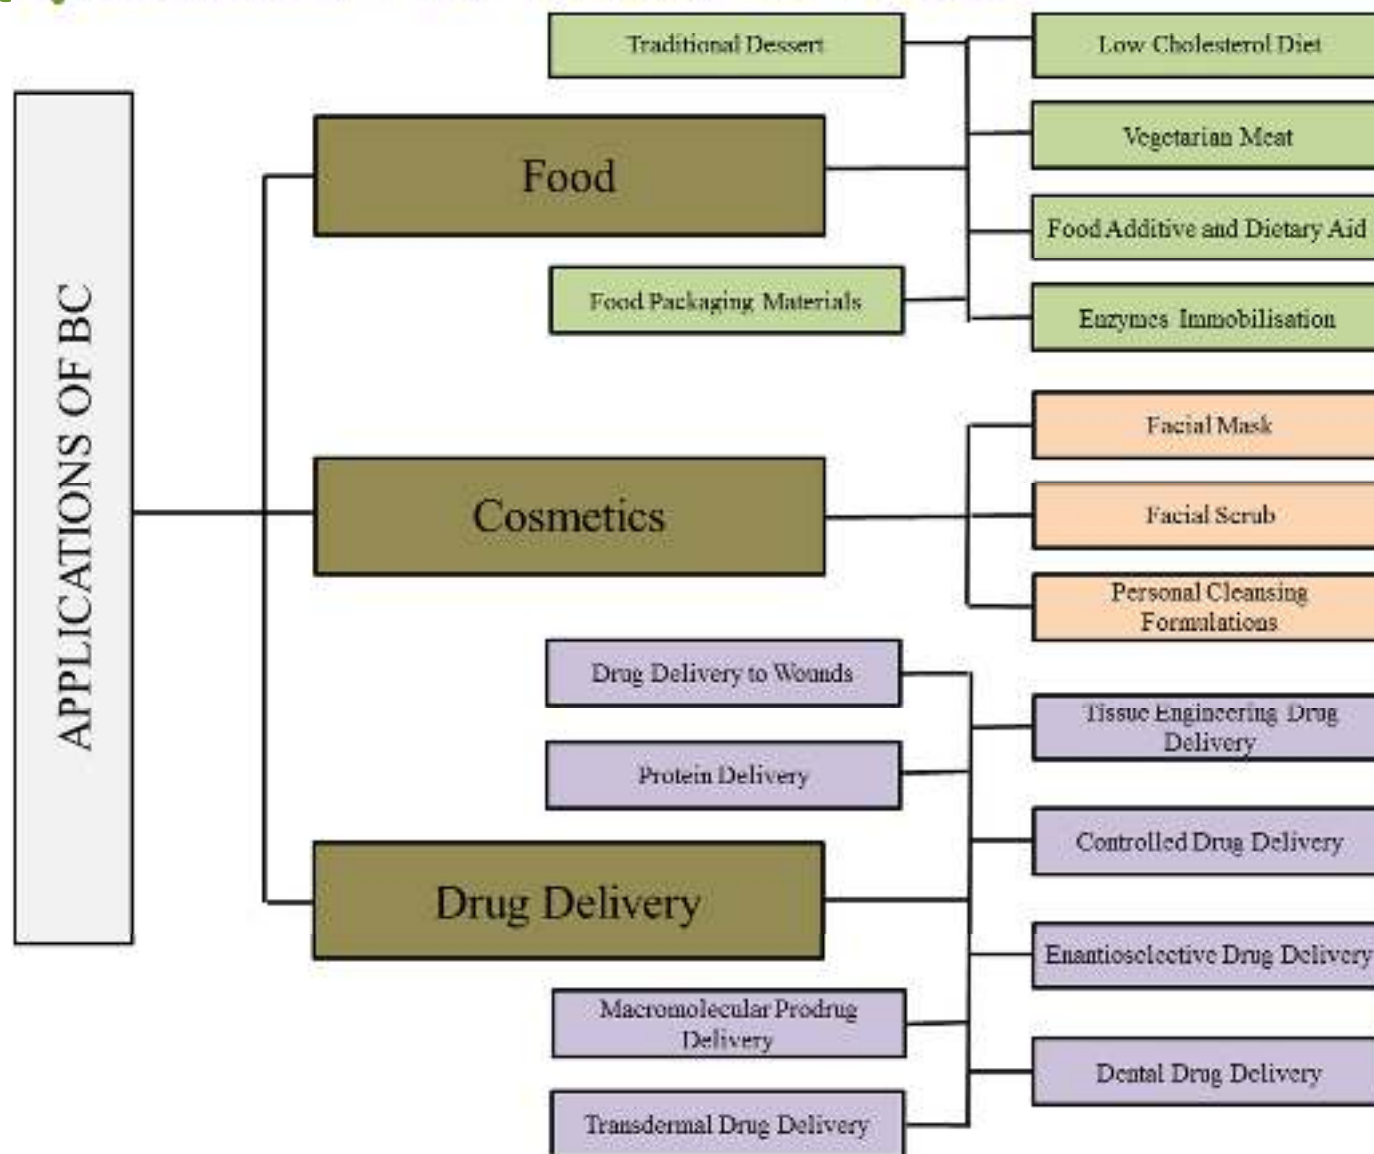 APPLICATIONS OF BC
Food
Traditional Dessert
Food Packaging Materials
Low Cholesterol Diet
Vegetarian Meat
Food Additive and Dietary Aid
Enzymes Immobilisation
Cosmetics
Facial Mask
Facial Scrub
Personal Cleansing
Formulations
Drug Delivery
Drug Delivery to Wounds
Protein Delivery
Macromolecular Prodrug
Delivery
Transdermal Drug Delivery
Tissue Engineering Drug
Delivery
Controlled Drug Delivery
Enantioselective Drug Delivery
Dental Drug Delivery